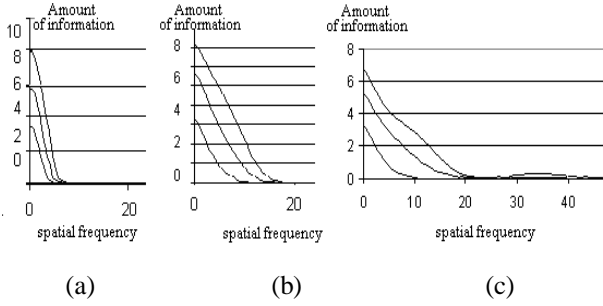 Amount
of information
10
8
6
4
2
0
0
20
spatial frequency
(a)
Amount
of information
8
6
4
2
0
0
20
spatial frequency
(b)
Amount
of information
8
6
4
2
0
0
10
20
30
40
spatial frequency
(c)